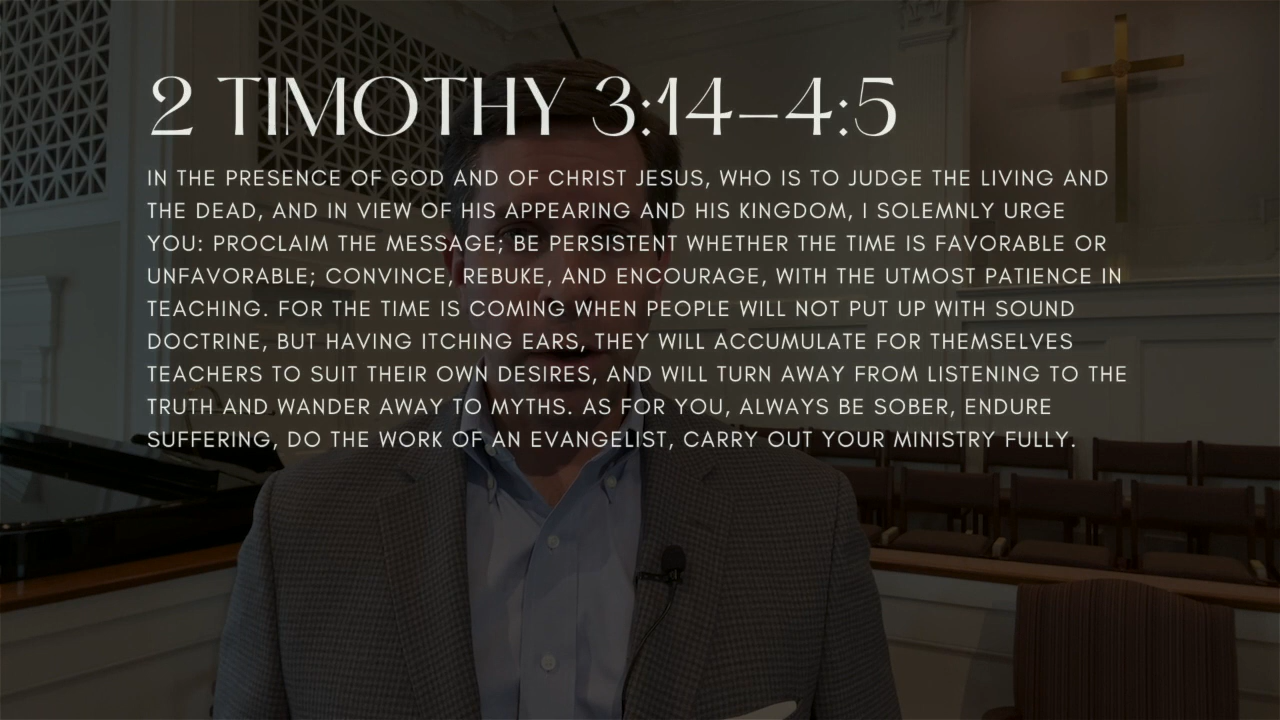 2 TIMOTHY 3:14–4:5
IN THE PRESENCE OF GOD AND OF CHRIST JESUS, WHO IS TO JUDGE THE LIVING AND
THE DEAD, AND IN VIEW OF HIS APPEARING AND HIS KINGDOM, I SOLEMNLY URGE
YOU: PROCLAIM THE MESSAGE; BE PERSISTENT WHETHER THE TIME IS FAVORABLE OR
UNFAVORABLE; CONVINCE, REBUKE, AND ENCOURAGE, WITH THE UTMOST PATIENCE IN
TEACHING. FOR THE TIME IS COMING WHEN PEOPLE WILL NOT PUT UP WITH SOUND
DOCTRINE, BUT HAVING ITCHING EARS, THEY WILL ACCUMULATE FOR THEMSELVES
TEACHERS TO SUIT THEIR OWN DESIRES, AND WILL TURN AWAY FROM LISTENING TO THE
TRUTH AND WANDER AWAY TO MYTHS. AS FOR YOU, ALWAYS BE SOBER, ENDURE
SUFFERING, DO THE WORK OF AN EVANGELIST, CARRY OUT YOUR MINISTRY FULLY.